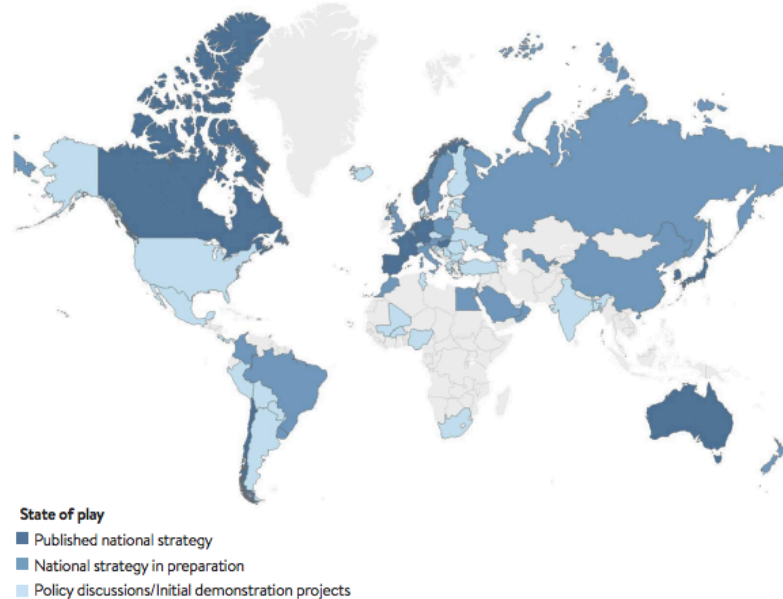 State of play
Published national strategy
National strategy in preparation
Policy discussions/Initial demonstration projects